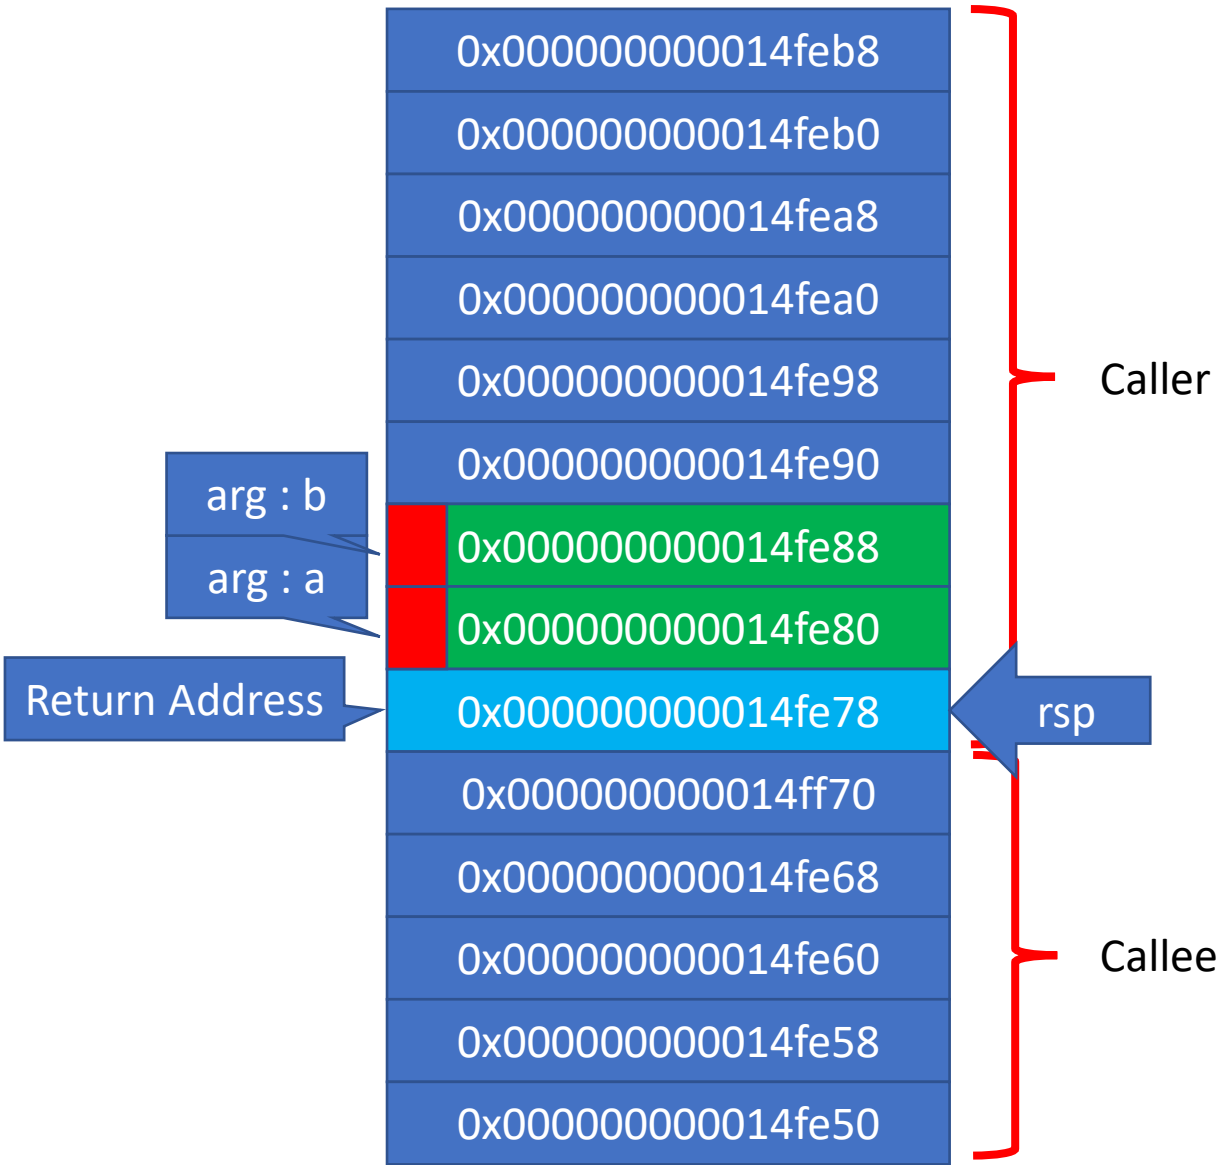 0x000000000014feb8
0x000000000014feb0
0x000000000014fea8
0x000000000014fea0
0x000000000014fe98
Caller
0x000000000014fe90
arg : b
0x000000000014fe88
arg : a
0x000000000014fe80
Return Address
0x000000000014fe78
rsp
0x000000000014ff70
0x000000000014fe68
0x000000000014fe60
Callee
0x000000000014fe58
0x000000000014fe50